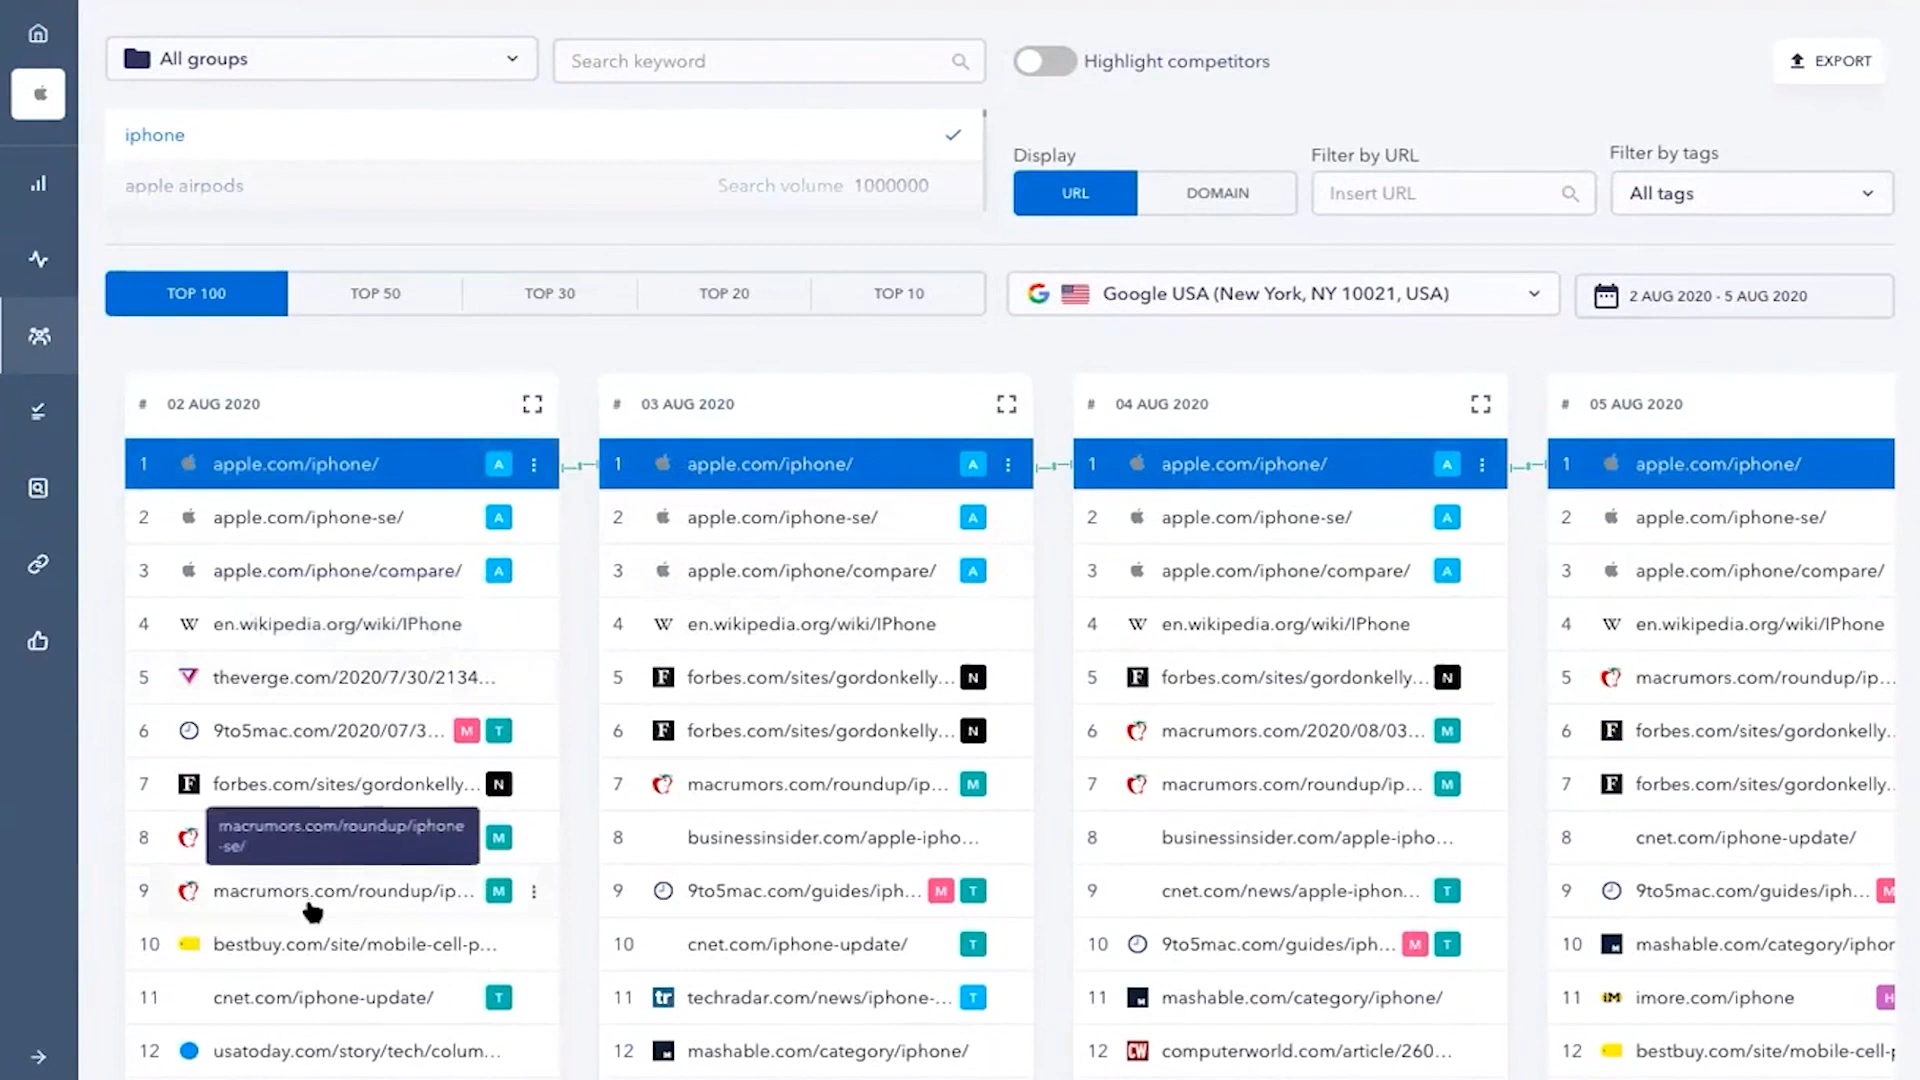 All groups
Search keyword
Highlight competitors
EXPORT
iphone
apple airpods Search volume 1000000
Display
Filter by URL
Filter by tags
URL
DOMAIN
Insert URL
All tags
TOP 100
TOP 50
TOP 30
TOP 20
TOP 10
Google USA (New York, NY 10021, USA)
2 AUG 2020 - 5 AUG 2020
# 02 AUG 2020
1 apple.com/iphone/ A
2 apple.com/iphone-se/ A
3 apple.com/iphone/compare/ A
4 W en.wikipedia.org/wiki/IPhone
5 theverge.com/2020/7/30/2134...
6 9to5mac.com/2020/07/3... M T
7 F forbes.com/sites/gordonkelly... N
8 macrumors.com/roundup/iphone
-se/ M
9 macrumors.com/roundup/ip... M
10 bestbuy.com/site/mobile-cell-p...
11 cnet.com/iphone-update/ T
12 usatoday.com/story/tech/colum...
# 03 AUG 2020
1 apple.com/iphone/ A
2 apple.com/iphone-se/ A
3 apple.com/iphone/compare/ A
4 W en.wikipedia.org/wiki/IPhone
5 F forbes.com/sites/gordonkelly... N
6 F forbes.com/sites/gordonkelly... N
7 macrumors.com/roundup/ip... M
8 businessinsider.com/apple-ipho...
9 9to5mac.com/guides/iph... M T
10 cnet.com/iphone-update/ T
11 tr techradar.com/news/iphone-... T
12 M mashable.com/category/iphone/
# 04 AUG 2020
1 apple.com/iphone/ A
2 apple.com/iphone-se/ A
3 apple.com/iphone/compare/ A
4 W en.wikipedia.org/wiki/IPhone
5 F forbes.com/sites/gordonkelly... N
6 macrumors.com/2020/08/03... M
7 macrumors.com/roundup/ip... M
8 businessinsider.com/apple-ipho...
9 cnet.com/news/apple-iphon... T
10 9to5mac.com/guides/iph... M T
11 M mashable.com/category/iphone/
12 CW computerworld.com/article/260...
# 05 AUG 2020
1 apple.com/iphone/
2 apple.com/iphone-se/
3 apple.com/iphone/compare/
4 W en.wikipedia.org/wiki/IPhone
5 macrumors.com/roundup/ip...
6 F forbes.com/sites/gordonkelly..
7 F forbes.com/sites/gordonkelly..
8 cnet.com/iphone-update/
9 9to5mac.com/guides/iph... M
10 M mashable.com/category/iphor
11 iM imore.com/iphone H
12 bestbuy.com/site/mobile-cell-p